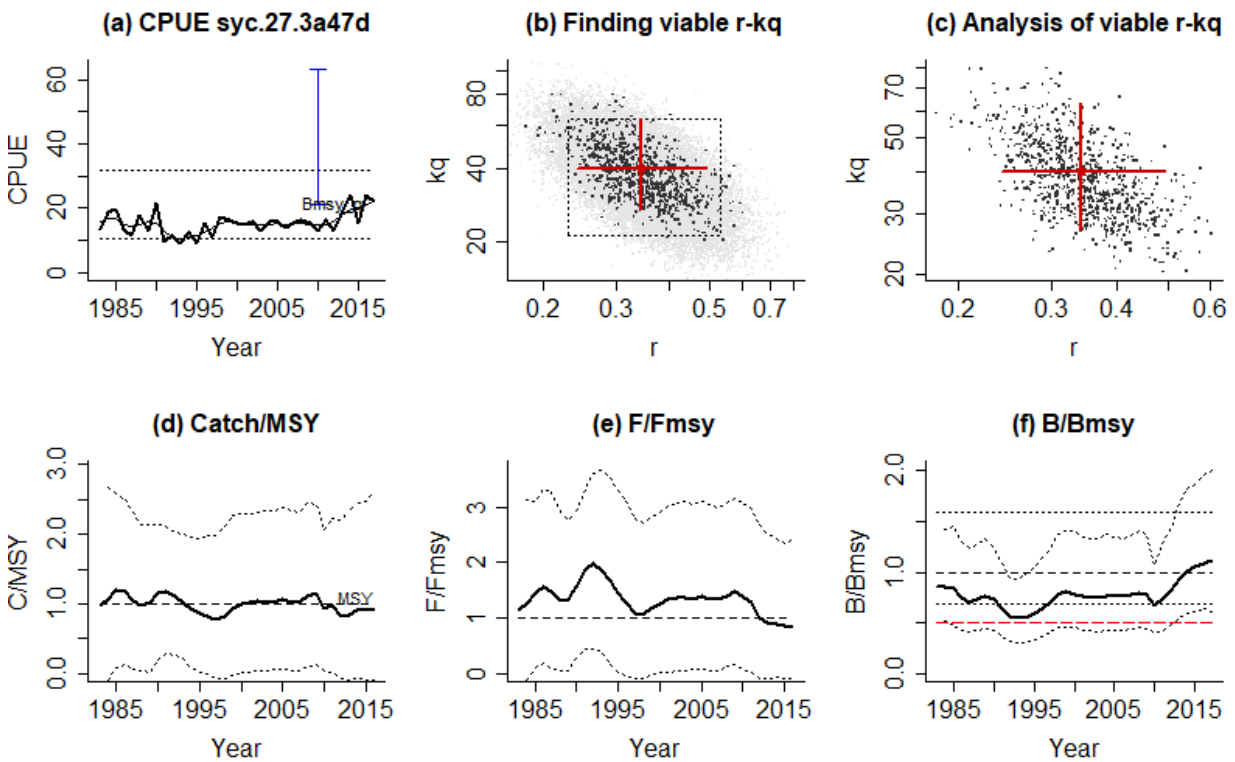 (a) CPUE syc.27.3a47d
CPUE
60
40
20
0
1985 1995 2005 2015
Year
(b) Finding viable r-kq
kq
80
40
20
0.2 0.3 0.5 0.7
r
(c) Analysis of viable r-kq
kq
70
50
30
20
0.2 0.3 0.4 0.6
r
(d) Catch/MSY
C/MSY
3.0
2.0
1.0
0.0
MSY
1985 1995 2005 2015
Year
(e) F/Fmsy
F/Fmsy
3
2
1
0
1985 1995 2005 2015
Year
(f) B/Bmsy
B/Bmsy
2.0
1.0
0.0
1985 1995 2005 2015
Year